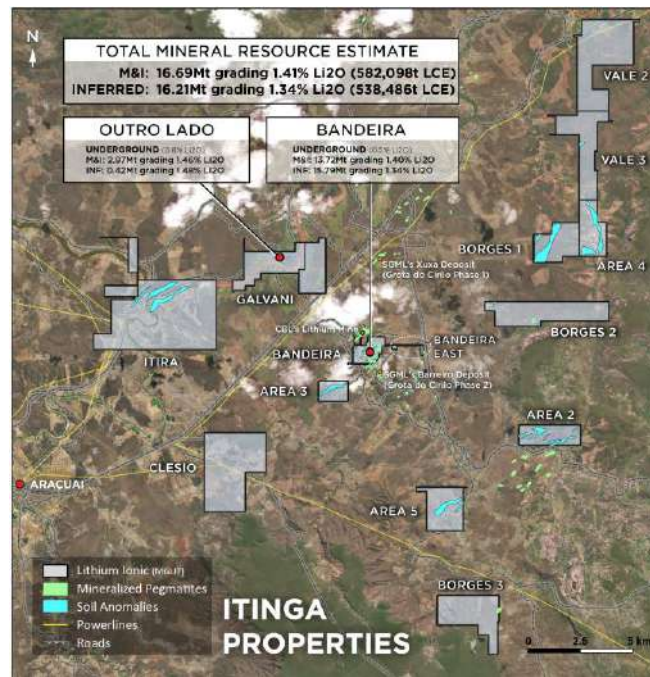 N
TOTAL MINERAL RESOURCE ESTIMATE
M&I: 16.69Mt grading 1.41% Li2O (582,098t LCE)
INFERRED: 16.21Mt grading 1.34% Li2O (538,486t LCE)
OUTRO LADO
UNDERGROUND
M&I: 2.97Mt grading 1.46% Li2O
INF: 0.42Mt grading 1.48% Li2O
BANDEIRA
UNDERGROUND
M&I: 13.72Mt grading 1.40% Li2O
INF: 15.79Mt grading 1.34% Li2O
VALE 2
VALE 3
BORGES 1
AREA 4
SGML's Xuxa Deposit
(Grota do Cirilo Phase 1)
GALVANI
BORGES 2
ITIRA
CBL's Lithium Mine
BANDEIRA
BANDEIRA
EAST
SGML's Barreiro Deposit
(Grota do Cirilo Phase 2)
AREA 3
AREA 2
CLESIO
ARAÇUAI
AREA 5
Lithium Ionic
Mineralized Pegmatites
Soil Anomalies
Powerlines
Roads
ITINGA
PROPERTIES
BORGES 3
0 2.5 5 km